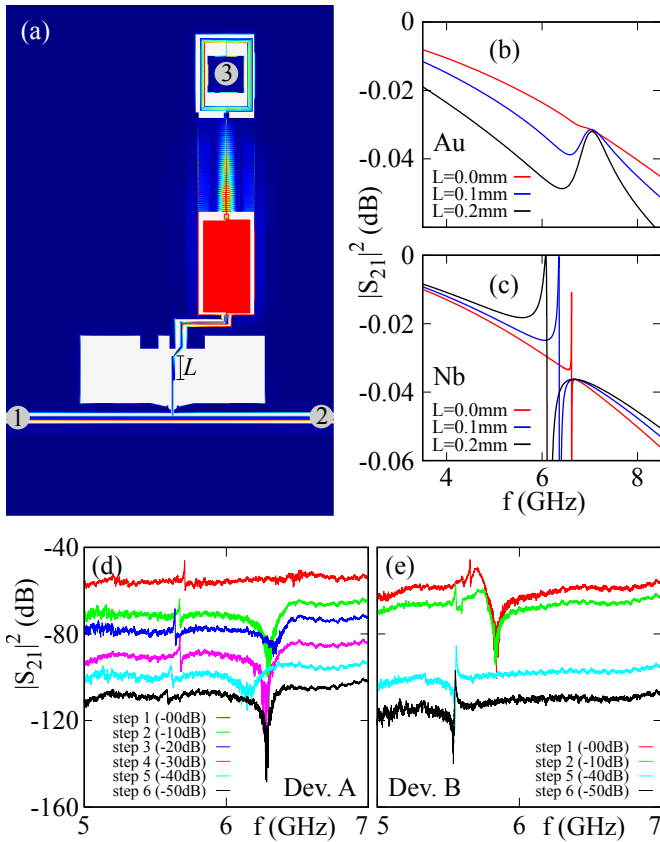 (a)
3
L
1
2
(b)
0
-0.02
-0.04
Au
L=0.0mm
L=0.1mm
L=0.2mm
|S21|² (dB)
(c)
0
-0.02
-0.04
-0.06
Nb
L=0.0mm
L=0.1mm
L=0.2mm
4
6
8
f (GHz)
(d)
-40
-80
-120
-160
|S21|² (dB)
step 1 (-00dB)
step 2 (-10dB)
step 3 (-20dB)
step 4 (-30dB)
step 5 (-40dB)
step 6 (-50dB)
Dev. A
5
6
f (GHz)
7
(e)
step 1 (-00dB)
step 2 (-10dB)
step 5 (-40dB)
step 6 (-50dB)
Dev. B
5
6
f (GHz)
7